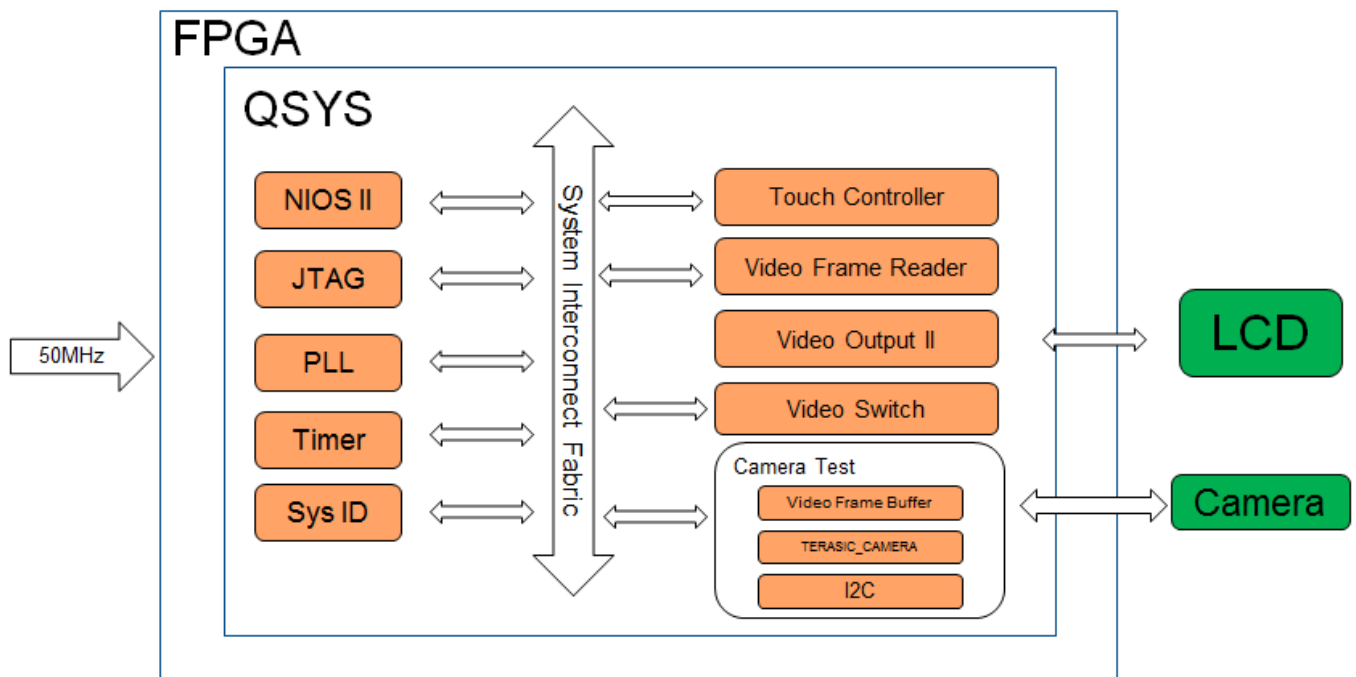 FPGA
QSYS
50MHz
NIOS II
JTAG
PLL
Timer
Sys ID
System Interconnect Fabric
Touch Controller
Video Frame Reader
Video Output II
Video Switch
Camera Test
Video Frame Buffer
TERASIC_CAMERA
I2C
LCD
Camera